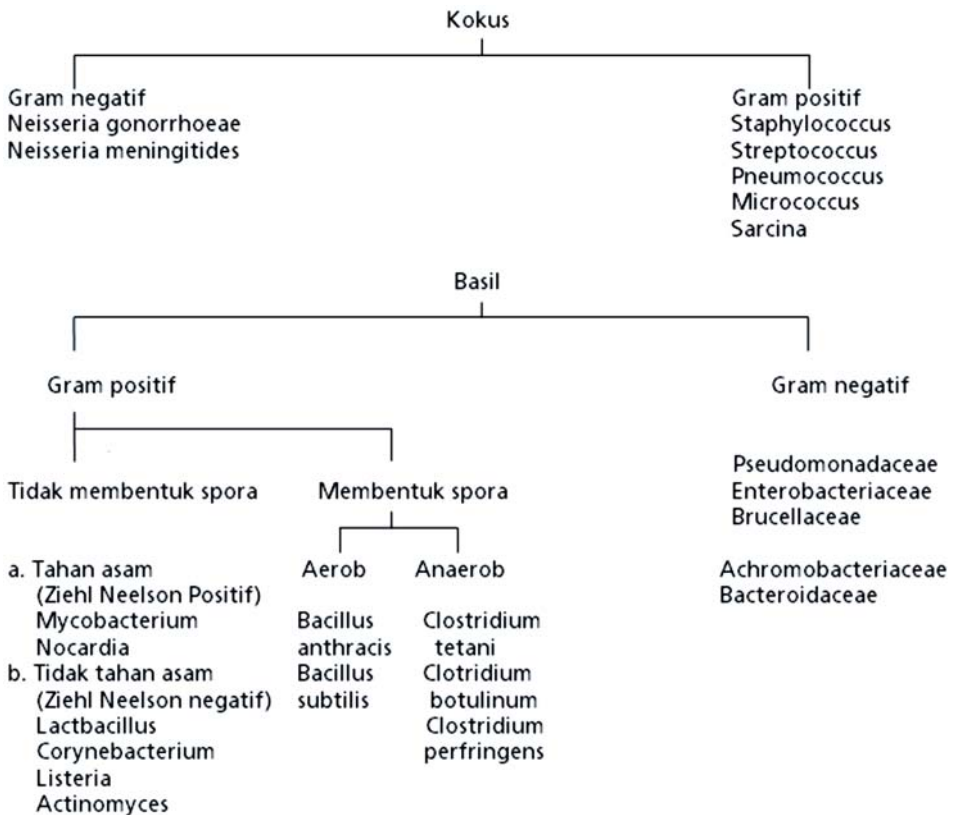 Kokus
Gram negatif
Neisseria gonorrhoeae
Neisseria meningitides
Gram positif
Staphylococcus
Streptococcus
Pneumococcus
Micrococcus
Sarcina
Basil
Gram positif
Tidak membentuk spora
a. Tahan asam
(Ziehl Neelson Positif)
Mycobacterium
Nocardia
b. Tidak tahan asam
(Ziehl Neelson negatif)
Lactbacillus
Corynebacterium
Listeria
Actinomyces
Membentuk spora
Aerob
Bacillus
anthracis
Bacillus
subtilis
Anaerob
Clostridium
tetani
Clotridium
botulinum
Clostridium
perfringens
Gram negatif
Pseudomonadaceae
Enterobacteriaceae
Brucellaceae
Achromobacteriaceae
Bacteroidaceae